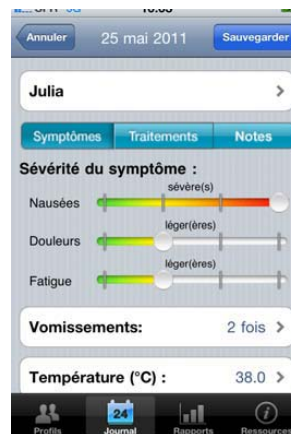 Annuler 25 mai 2011 Sauvegarder
Julia
Symptômes Traitements Notes
Sévérité du symptôme :
sévère(s)
Nausées
léger(ères)
Douleurs
léger(ères)
Fatigue
Vomissements: 2 fois
Température (°C) : 38.0
24
Profils Journal Rapports Ressources